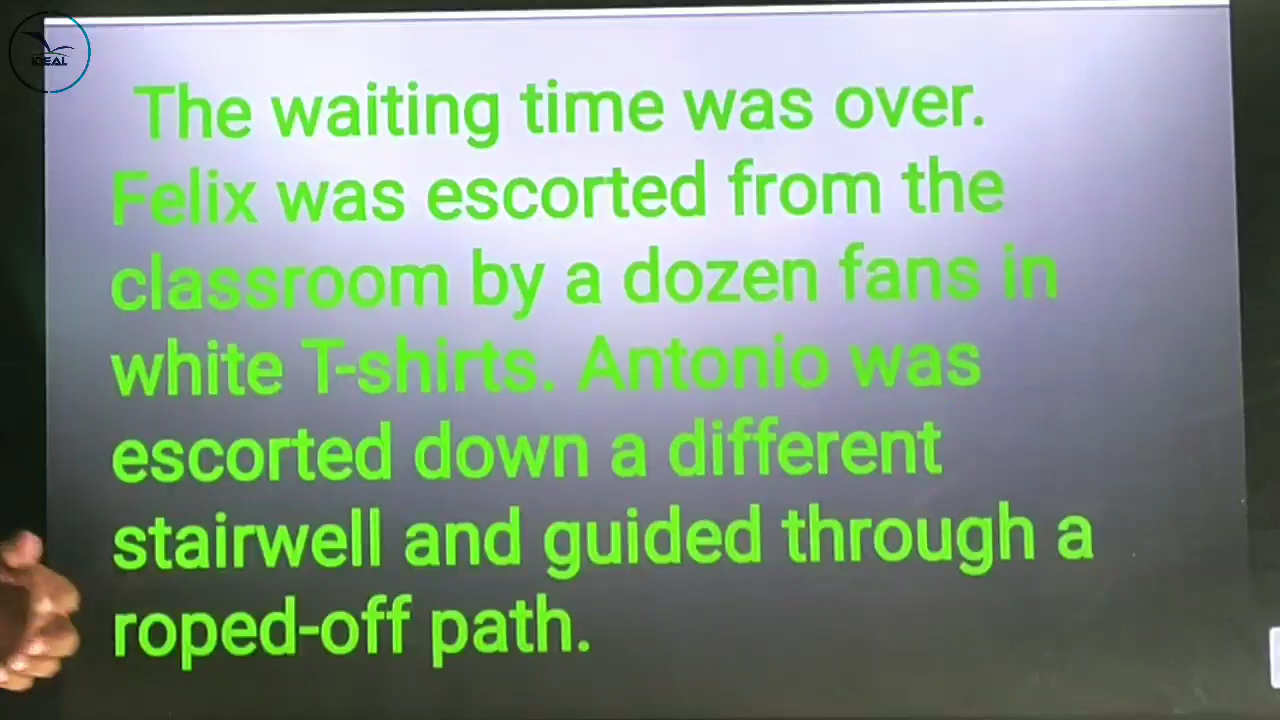 IDEAL
The waiting time was over.
Felix was escorted from the
classroom by a dozen fans in
white T-shirts. Antonio was
escorted down a different
stairwell and guided through a
roped-off path.